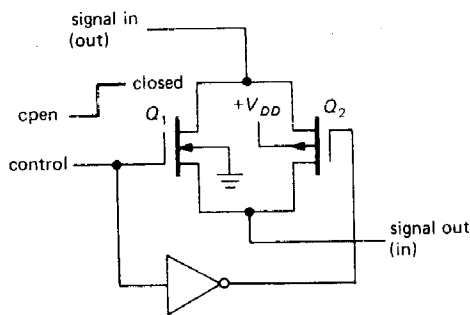 signal in
(out)
closed
cpen
+V_DD
Q_1
Q_2
control
signal out
(in)